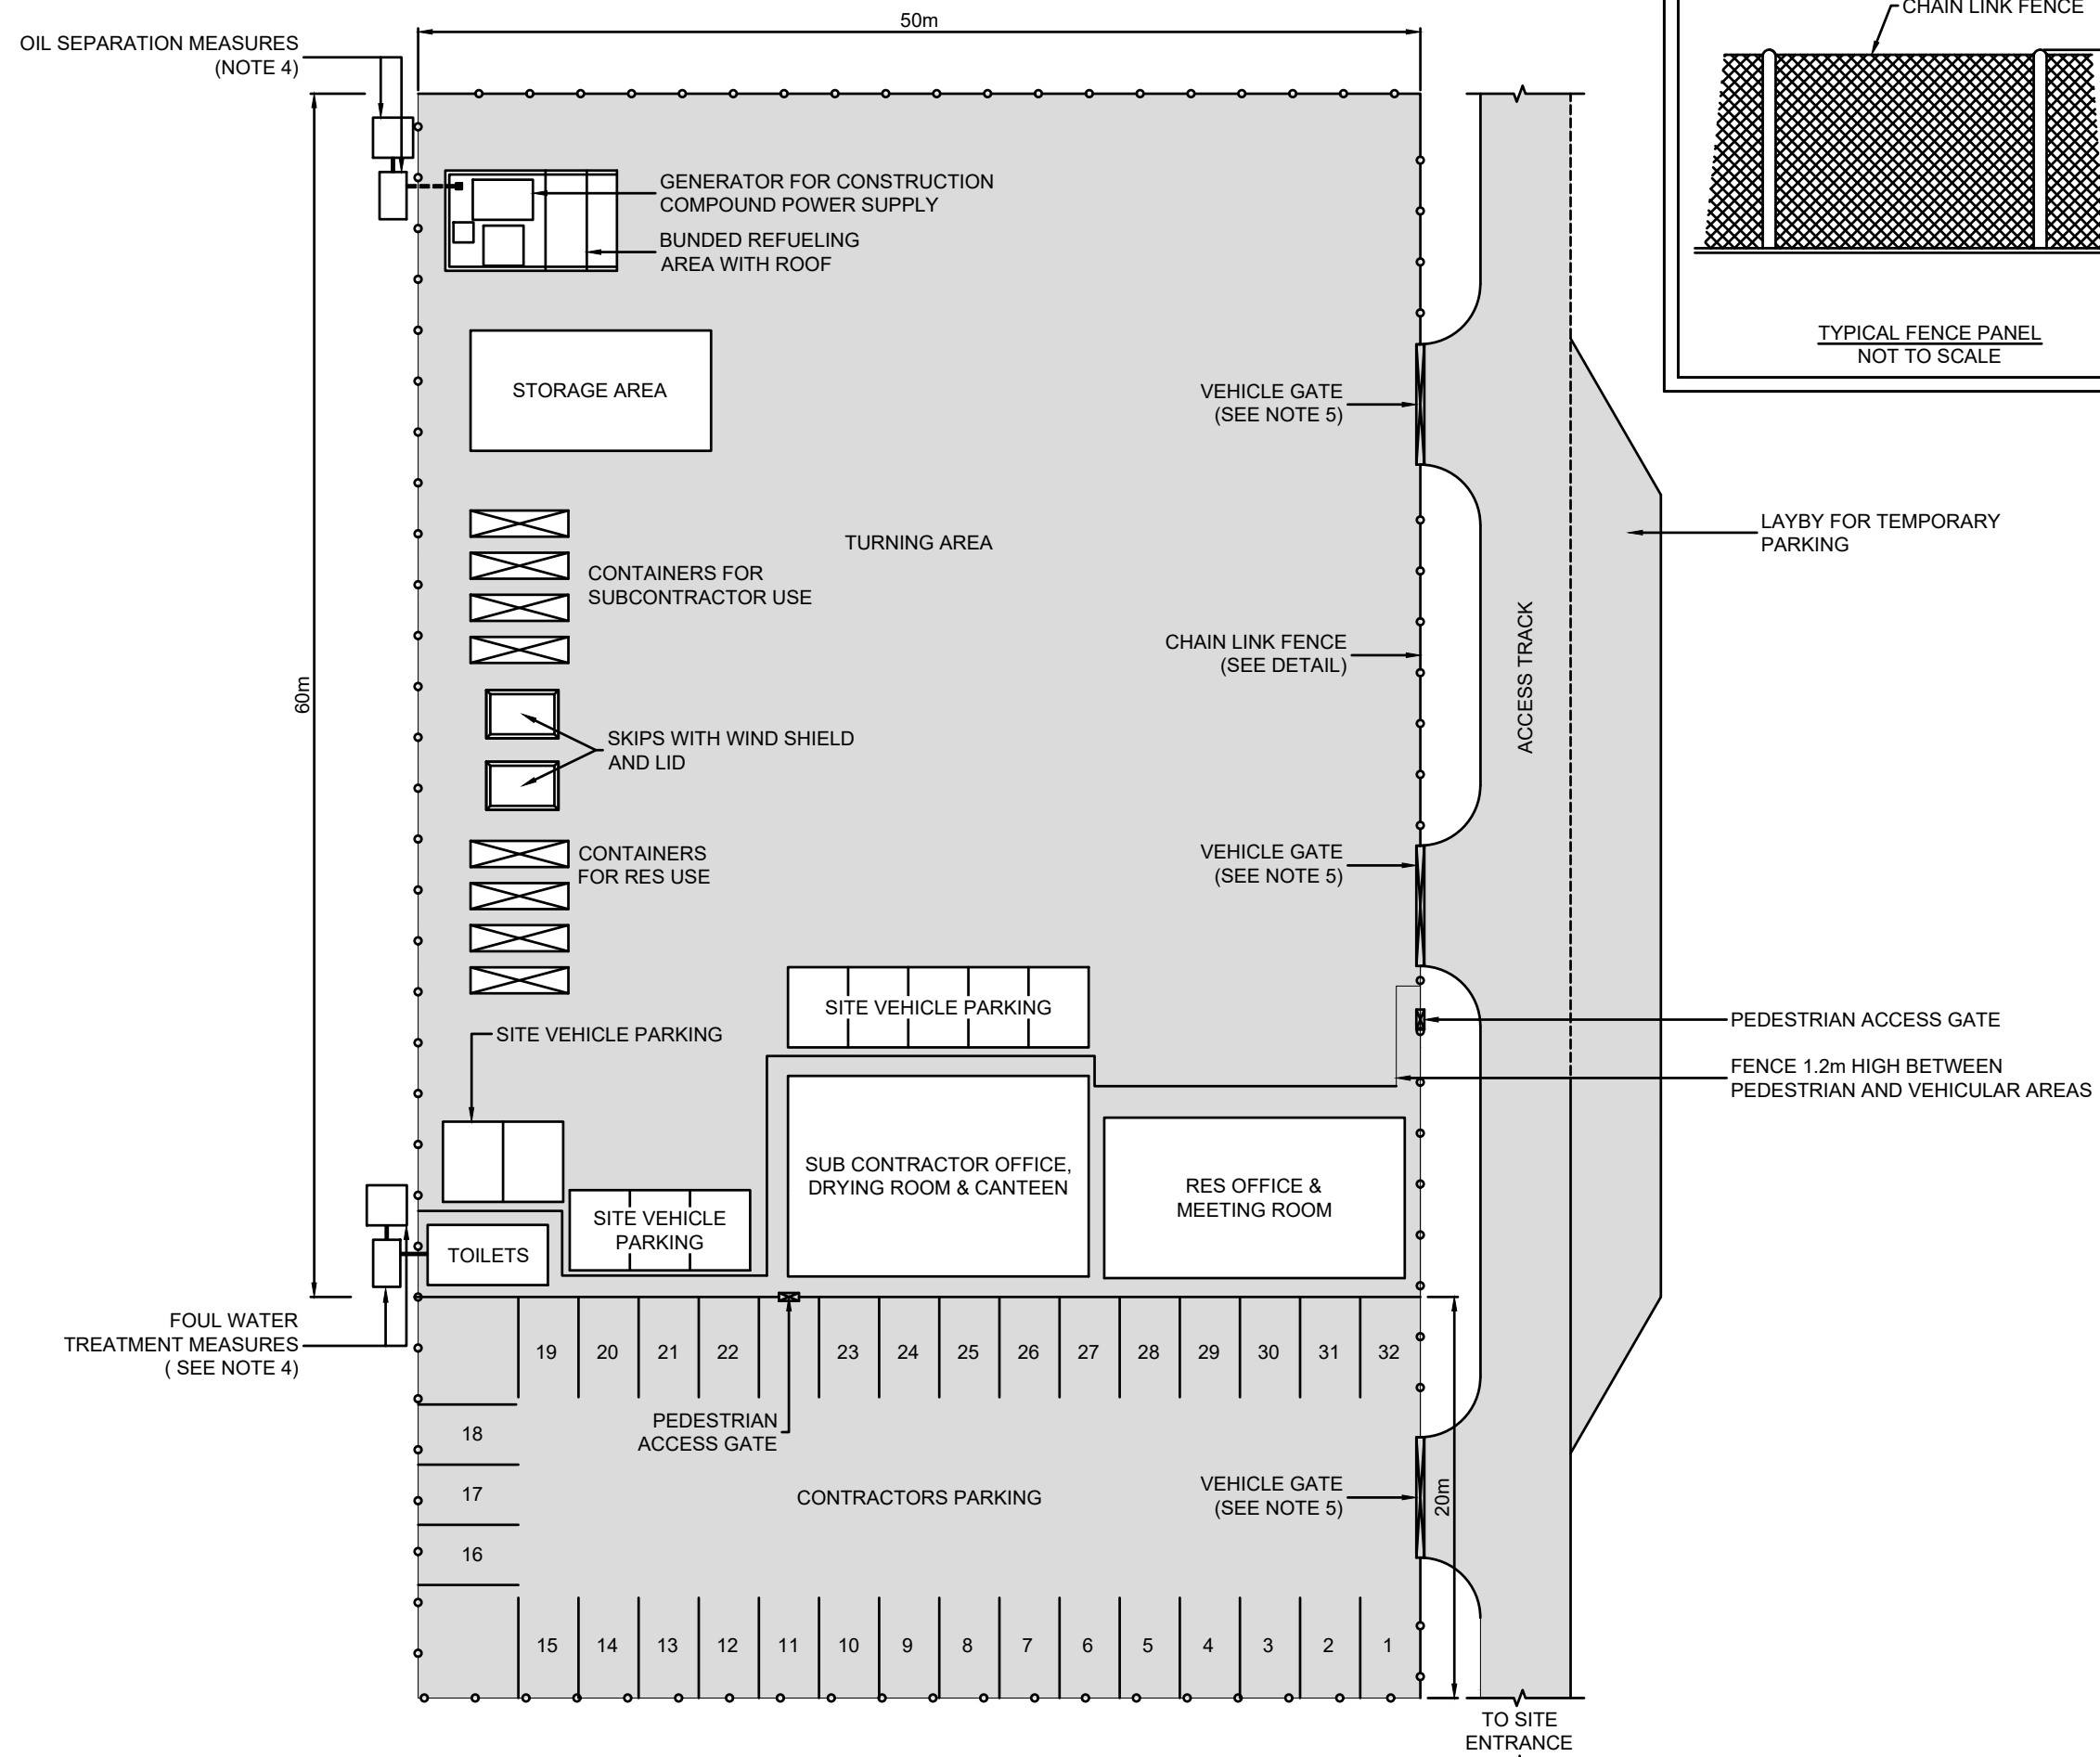 50m
CHAIN LINK FENCE
OIL SEPARATION MEASURES
(NOTE 4)
GENERATOR FOR CONSTRUCTION
COMPOUND POWER SUPPLY
BUNDED REFUELING
AREA WITH ROOF
TYPICAL FENCE PANEL
NOT TO SCALE
STORAGE AREA
VEHICLE GATE
(SEE NOTE 5)
LAYBY FOR TEMPORARY
PARKING
TURNING AREA
CONTAINERS FOR
SUBCONTRACTOR USE
CHAIN LINK FENCE
(SEE DETAIL)
ACCESS TRACK
60m
SKIPS WITH WIND SHIELD
AND LID
CONTAINERS
FOR RES USE
VEHICLE GATE
(SEE NOTE 5)
SITE VEHICLE PARKING
SITE VEHICLE PARKING
PEDESTRIAN ACCESS GATE
FENCE 1.2m HIGH BETWEEN
PEDESTRIAN AND VEHICULAR AREAS
SUB CONTRACTOR OFFICE,
DRYING ROOM & CANTEEN
RES OFFICE &
MEETING ROOM
SITE VEHICLE
PARKING
TOILETS
FOUL WATER
TREATMENT MEASURES
( SEE NOTE 4)
19 20 21 22 23 24 25 26 27 28 29 30 31 32
PEDESTRIAN
ACCESS GATE
18
17
16
CONTRACTORS PARKING
VEHICLE GATE
(SEE NOTE 5)
20m
15 14 13 12 11 10 9 8 7 6 5 4 3 2 1
TO SITE
ENTRANCE